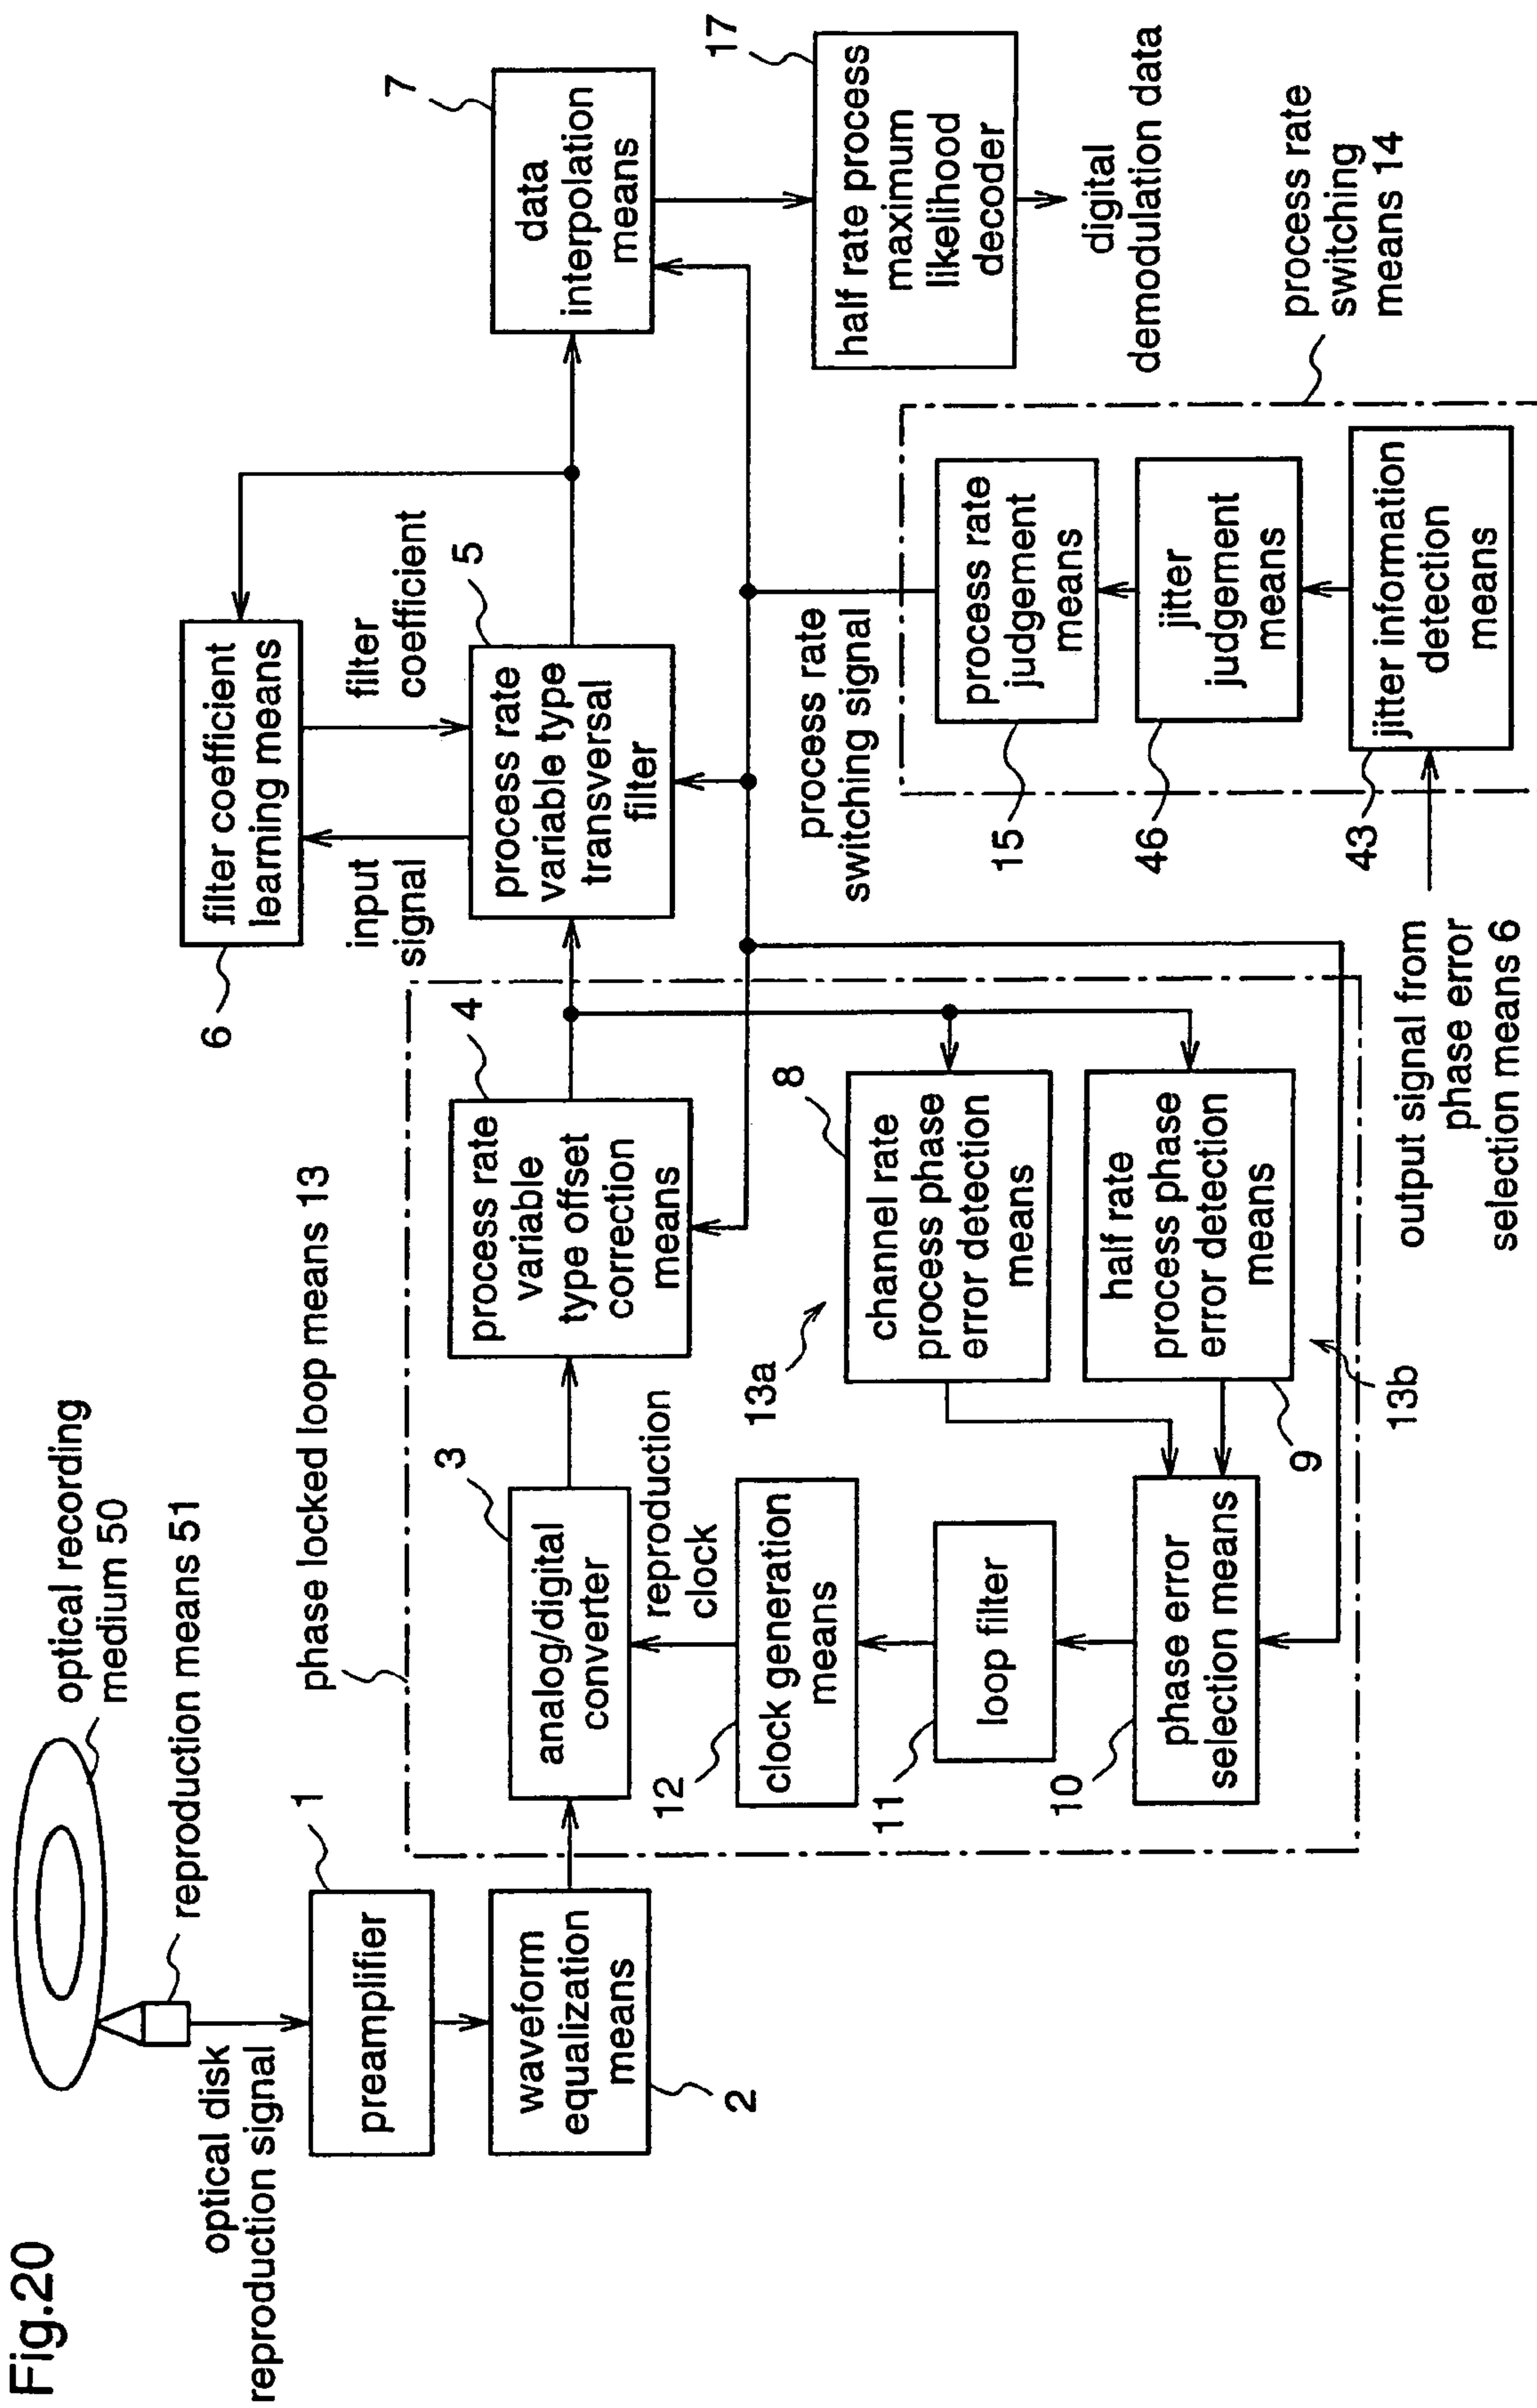 Fig.20
optical recording
medium 50
reproduction means 51
optical disk
reproduction signal
1
preamplifier
waveform
equalization
means
2
phase locked loop means 13
3
analog/digital
converter
reproduction
clock
4
process rate
variable
type offset
correction
means
12
clock generation
means
11
loop filter
10
phase error
selection means
13a
8
channel rate
process phase
error detection
means
half rate
process phase
error detection
means
9
13b
6
filter coefficient
learning means
input
signal
filter
coefficient
5
process rate
variable type
transversal
filter
7
data
interpolation
means
17
half rate process
maximum
likelihood
decoder
digital
demodulation data
process rate
switching signal
process rate
switching
means 14
15
process rate
judgement
means
46
jitter
judgement
means
43
jitter information
detection
means
output signal from
phase error
selection means 6